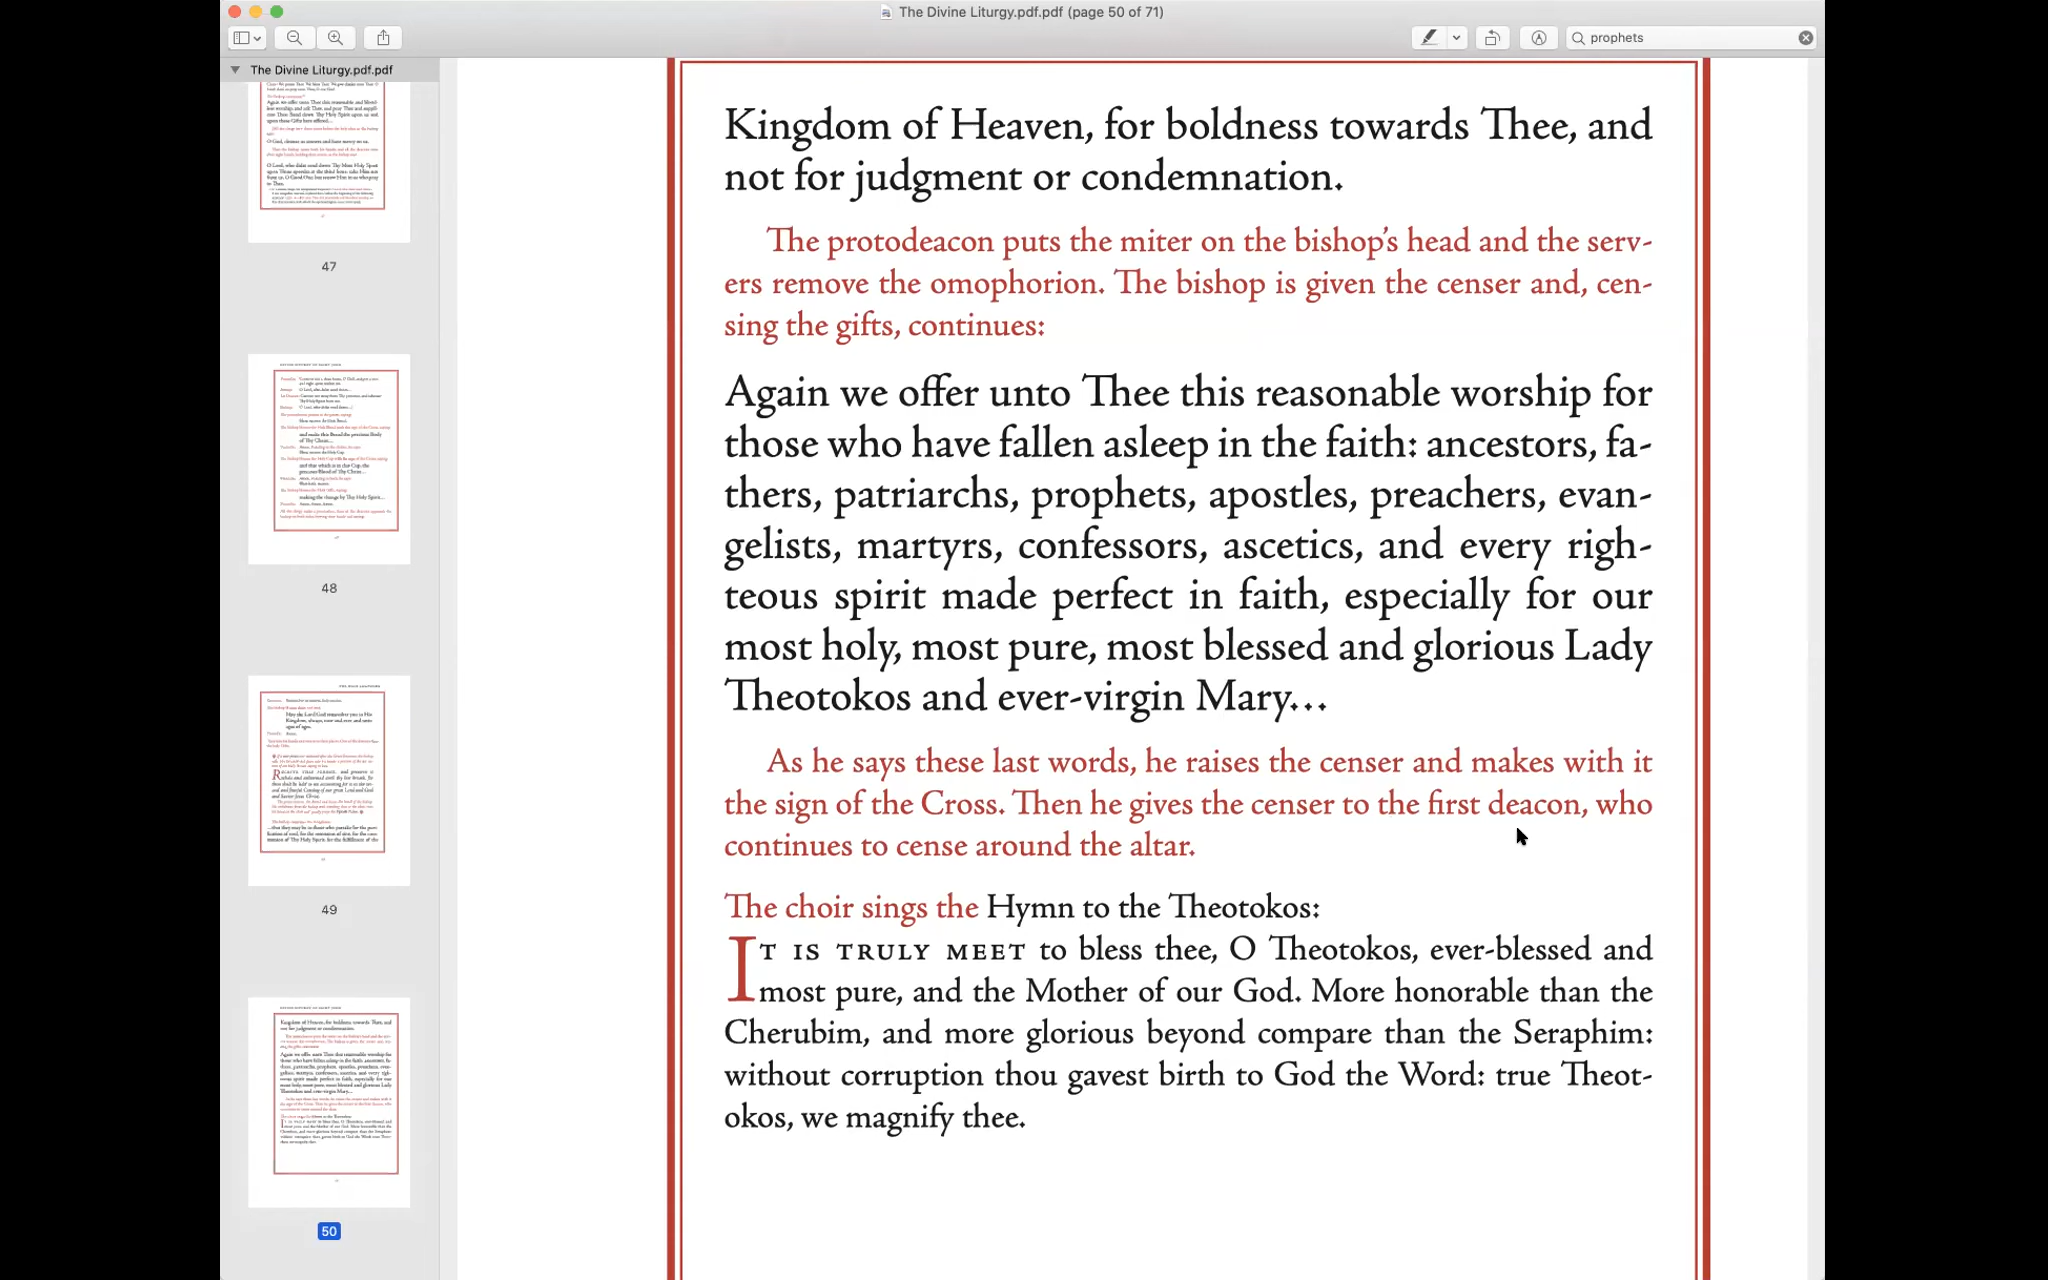 The Divine Liturgy.pdf.pdf (page 50 of 71)
prophets
The Divine Liturgy.pdf.pdf
47
48
49
50
Kingdom of Heaven, for boldness towards Thee, and
not for judgment or condemnation.
The protodeacon puts the miter on the bishop's head and the serv-
ers remove the omophorion. The bishop is given the censer and, cen-
sing the gifts, continues:
Again we offer unto Thee this reasonable worship for
those who have fallen asleep in the faith: ancestors, fa-
thers, patriarchs, prophets, apostles, preachers, evan-
gelists, martyrs, confessors, ascetics, and every righ-
teous spirit made perfect in faith, especially for our
most holy, most pure, most blessed and glorious Lady
Theotokos and ever-virgin Mary...
As he says these last words, he raises the censer and makes with it
the sign of the Cross. Then he gives the censer to the first deacon, who
continues to cense around the altar.
The choir sings the Hymn to the Theotokos:
IT IS TRULY MEET to bless thee, O Theotokos, ever-blessed and
most pure, and the Mother of our God. More honorable than the
Cherubim, and more glorious beyond compare than the Seraphim:
without corruption thou gavest birth to God the Word: true Theot-
okos, we magnify thee.